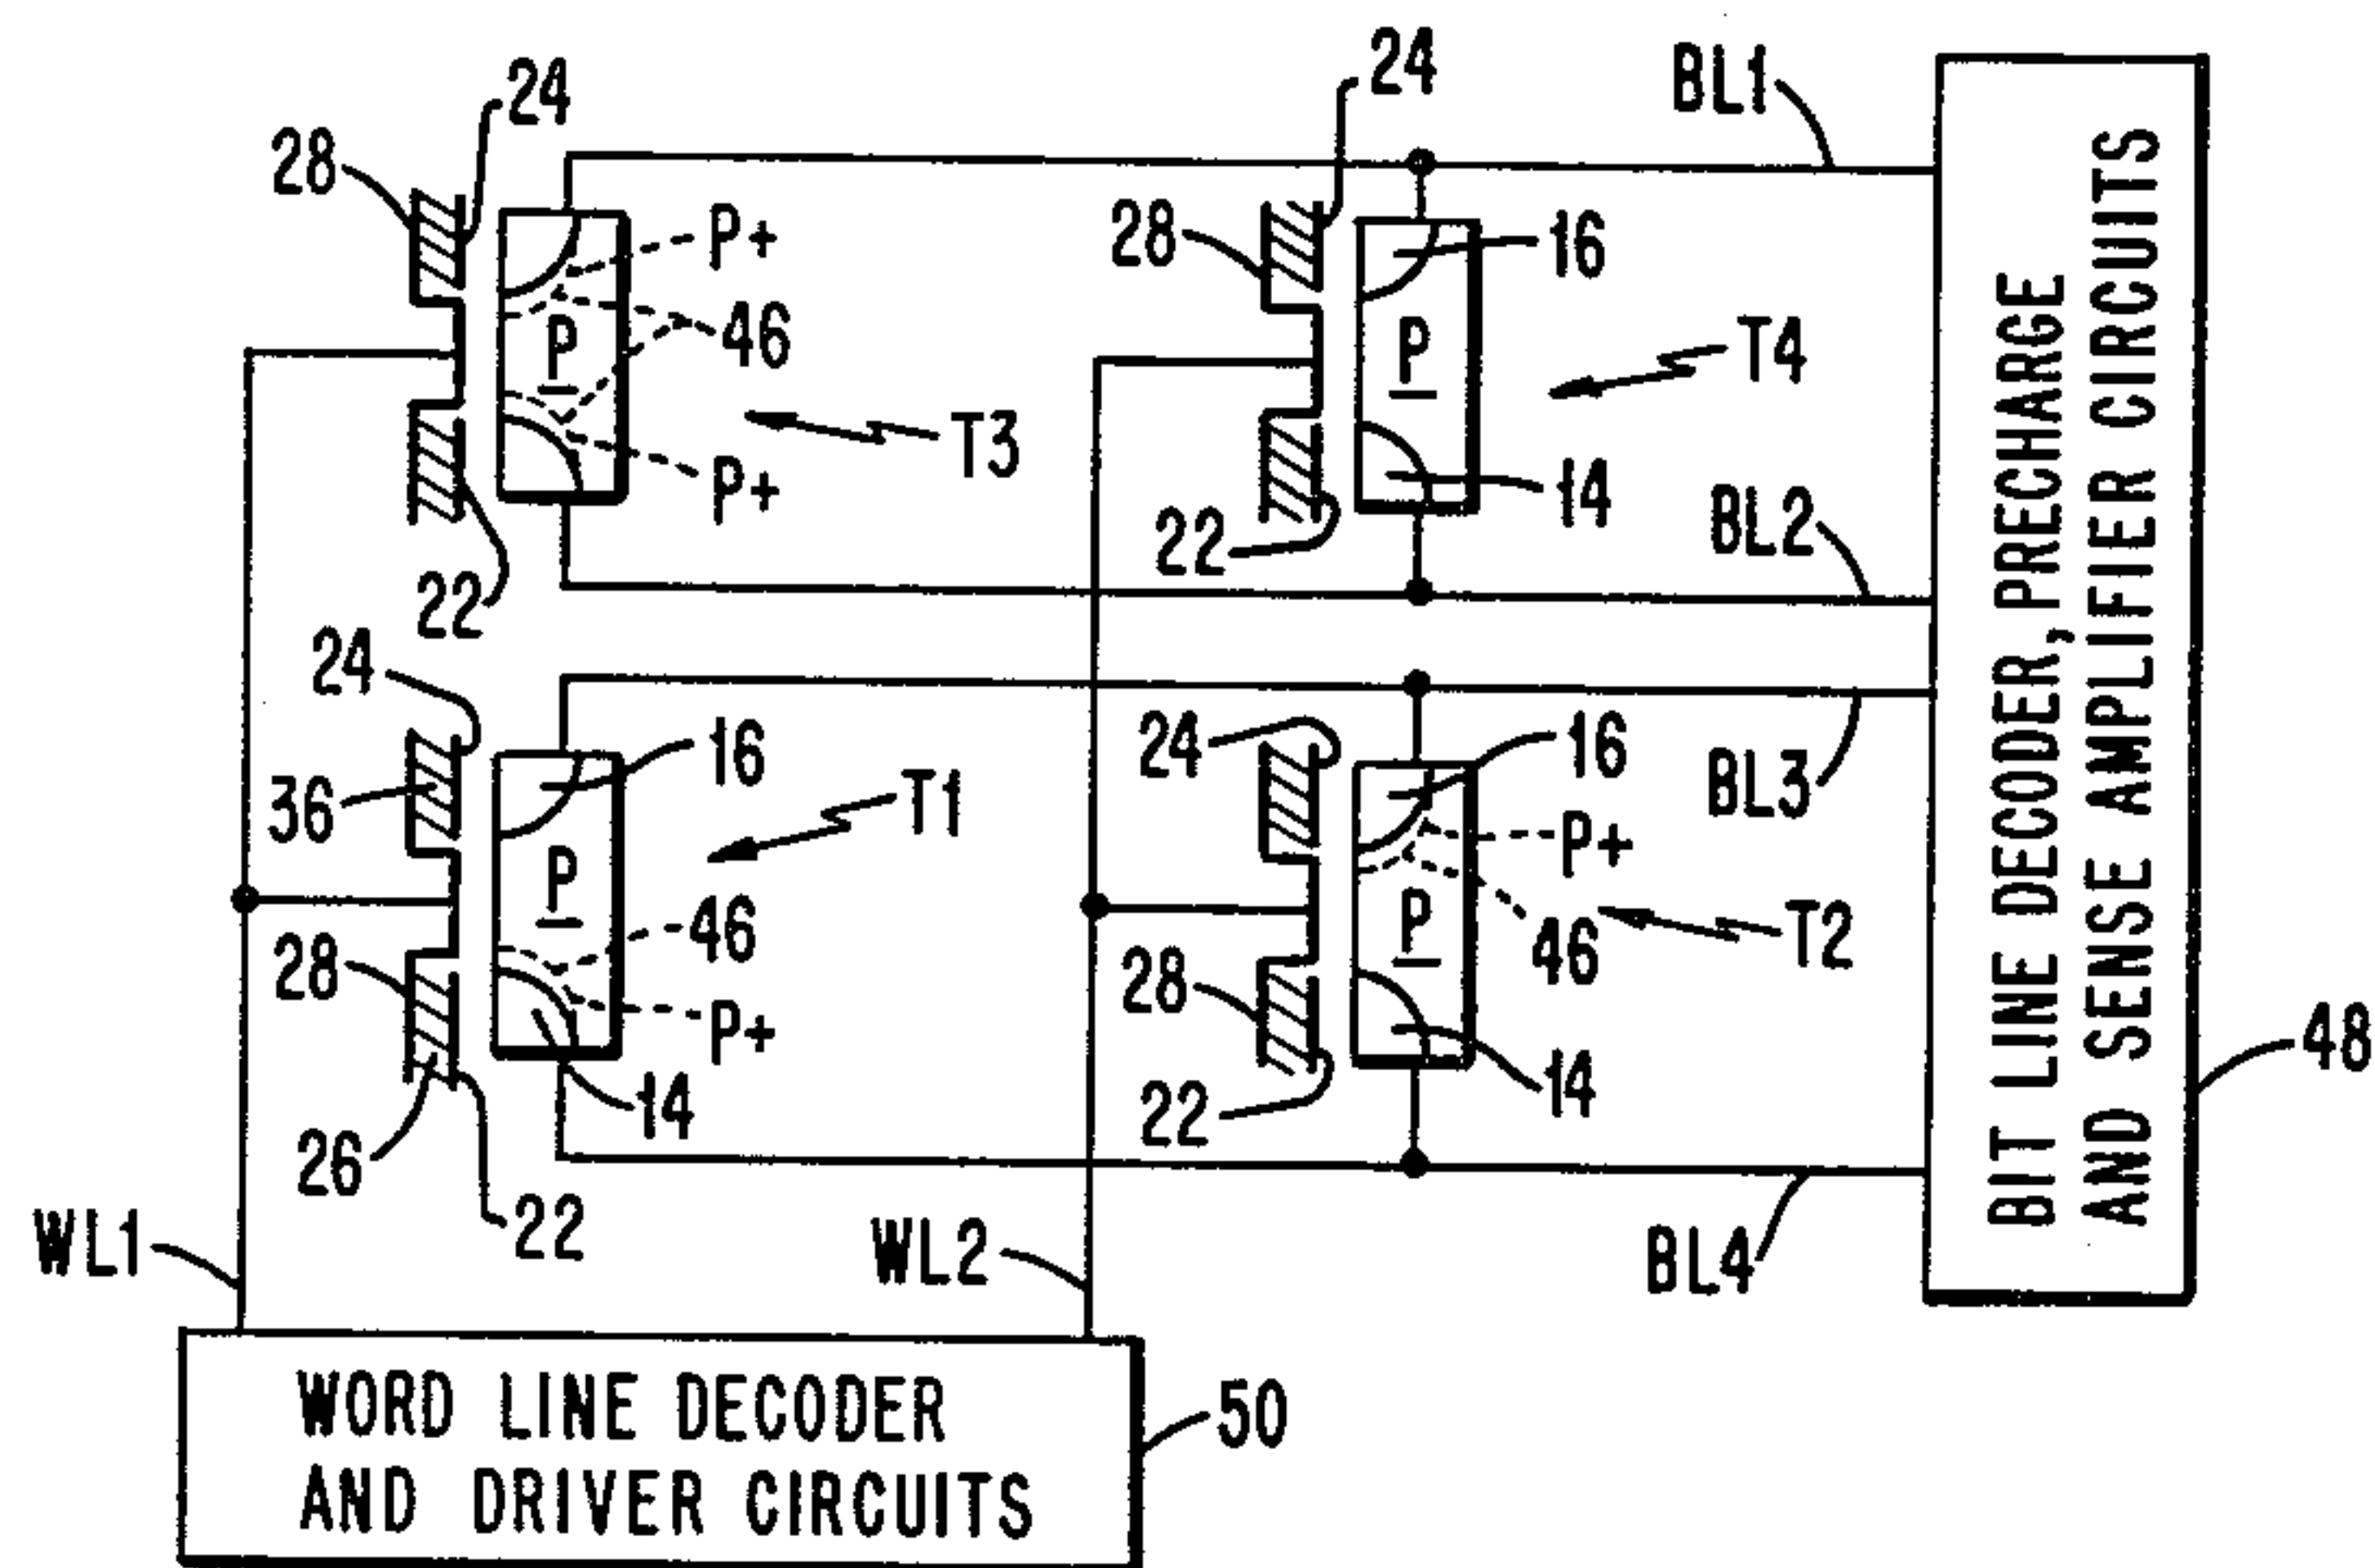 24
24
BL1
28
P+
28
16
P
46
P
T4
T3
P+
14
22
22
BL2
24
16
24
16
BL3
36
T1
P+
P
46
P
46
T2
28
28
P+
14
14
26
22
22
WL1
WL2
BL4
48
BIT LINE DECODER, PRECHARGE
AND SENSE AMPLIFIER CIRCUITS
WORD LINE DECODER
AND DRIVER CIRCUITS
50